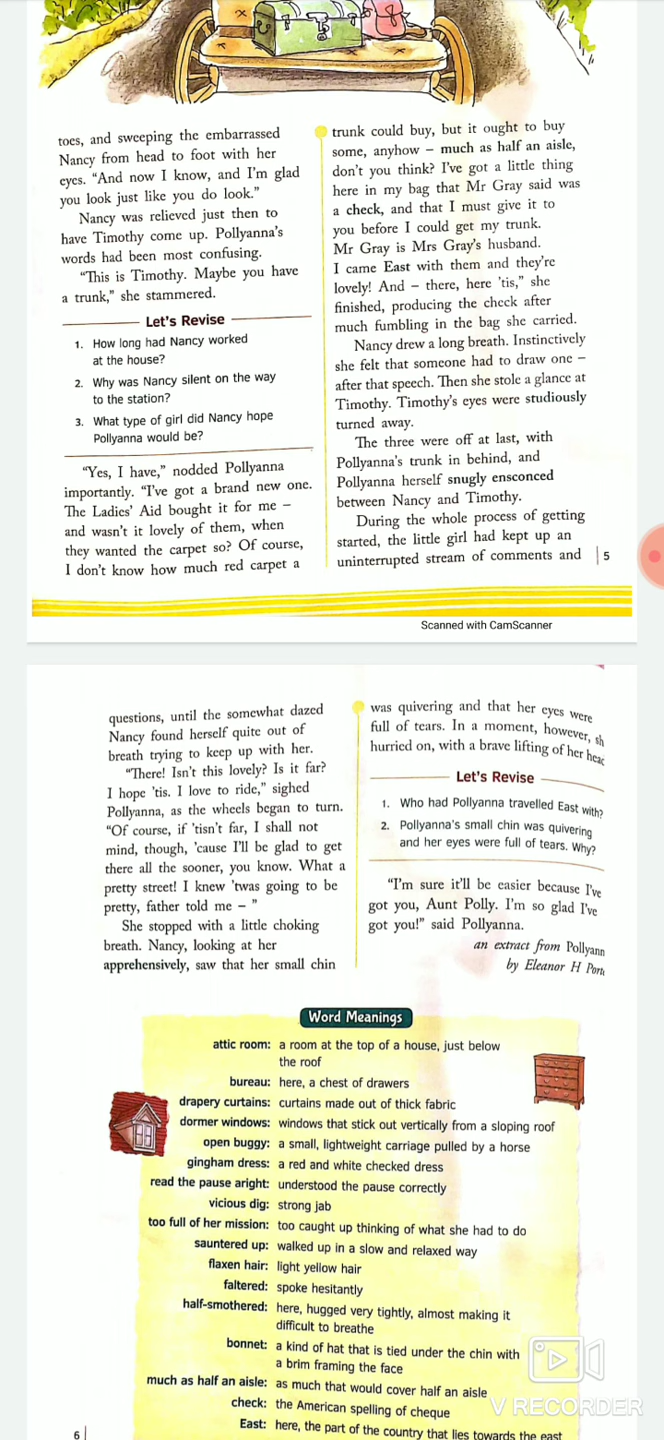 toes, and sweeping the embarrassed
Nancy from head to foot with her
eyes. “And now I know, and I’m glad
you look just like you do look.”
Nancy was relieved just then to
have Timothy come up. Pollyanna’s
words had been most confusing.
“This is Timothy. Maybe you have
a trunk,” she stammered.
Let’s Revise
1. How long had Nancy worked
at the house?
2. Why was Nancy silent on the way
to the station?
3. What type of girl did Nancy hope
Pollyanna would be?
“Yes, I have,” nodded Pollyanna
importantly. “I’ve got a brand new one.
The Ladies’ Aid bought it for me –
and wasn’t it lovely of them, when
they wanted the carpet so? Of course,
I don’t know how much red carpet a
trunk could buy, but it ought to buy
some, anyhow – much as half an aisle,
don’t you think? I’ve got a little thing
here in my bag that Mr Gray said was
a check, and that I must give it to
you before I could get my trunk.
Mr Gray is Mrs Gray’s husband.
I came East with them and they’re
lovely! And – there, here ’tis,” she
finished, producing the check after
much fumbling in the bag she carried.
Nancy drew a long breath. Instinctively
she felt that someone had to draw one –
after that speech. Then she stole a glance at
Timothy. Timothy’s eyes were studiously
turned away.
The three were off at last, with
Pollyanna’s trunk in behind, and
Pollyanna herself snugly ensconced
between Nancy and Timothy.
During the whole process of getting
started, the little girl had kept up an
uninterrupted stream of comments and
5
Scanned with CamScanner
questions, until the somewhat dazed
Nancy found herself quite out of
breath trying to keep up with her.
“There! Isn’t this lovely? Is it far?
I hope ’tis. I love to ride,” sighed
Pollyanna, as the wheels began to turn.
“Of course, if ’tisn’t far, I shall not
mind, though, ’cause I’ll be glad to get
there all the sooner, you know. What a
pretty street! I knew ’twas going to be
pretty, father told me – ”
She stopped with a little choking
breath. Nancy, looking at her
apprehensively, saw that her small chin
was quivering and that her eyes were
full of tears. In a moment, however, sh
hurried on, with a brave lifting of her head
Let’s Revise
1. Who had Pollyanna travelled East with?
2. Pollyanna’s small chin was quivering
and her eyes were full of tears. Why?
“I’m sure it’ll be easier because I’ve
got you, Aunt Polly. I’m so glad I’ve
got you!” said Pollyanna.
an extract from Pollyann
by Eleanor H Port
Word Meanings
attic room: a room at the top of a house, just below
the roof
bureau: here, a chest of drawers
drapery curtains: curtains made out of thick fabric
dormer windows: windows that stick out vertically from a sloping roof
open buggy: a small, lightweight carriage pulled by a horse
gingham dress: a red and white checked dress
read the pause aright: understood the pause correctly
vicious dig: strong jab
too full of her mission: too caught up thinking of what she had to do
sauntered up: walked up in a slow and relaxed way
flaxen hair: light yellow hair
faltered: spoke hesitantly
half-smothered: here, hugged very tightly, almost making it
difficult to breathe
bonnet: a kind of hat that is tied under the chin with
a brim framing the face
much as half an aisle: as much that would cover half an aisle
check: the American spelling of cheque
East: here, the part of the country that lies towards the east
6
V RECORDER